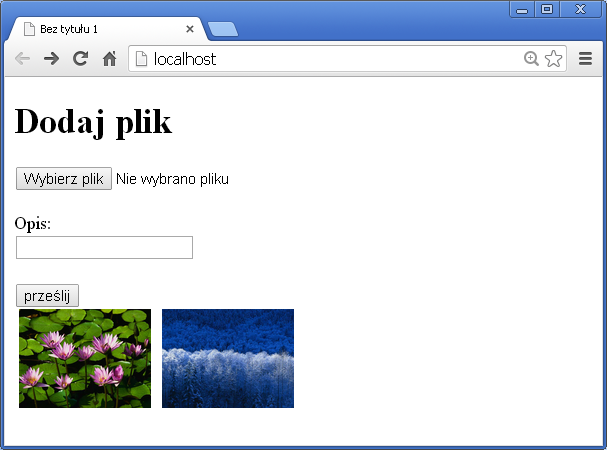 Bez tytułu 1
localhost
Dodaj plik
Wybierz plik Nie wybrano pliku
Opis:
prześlij